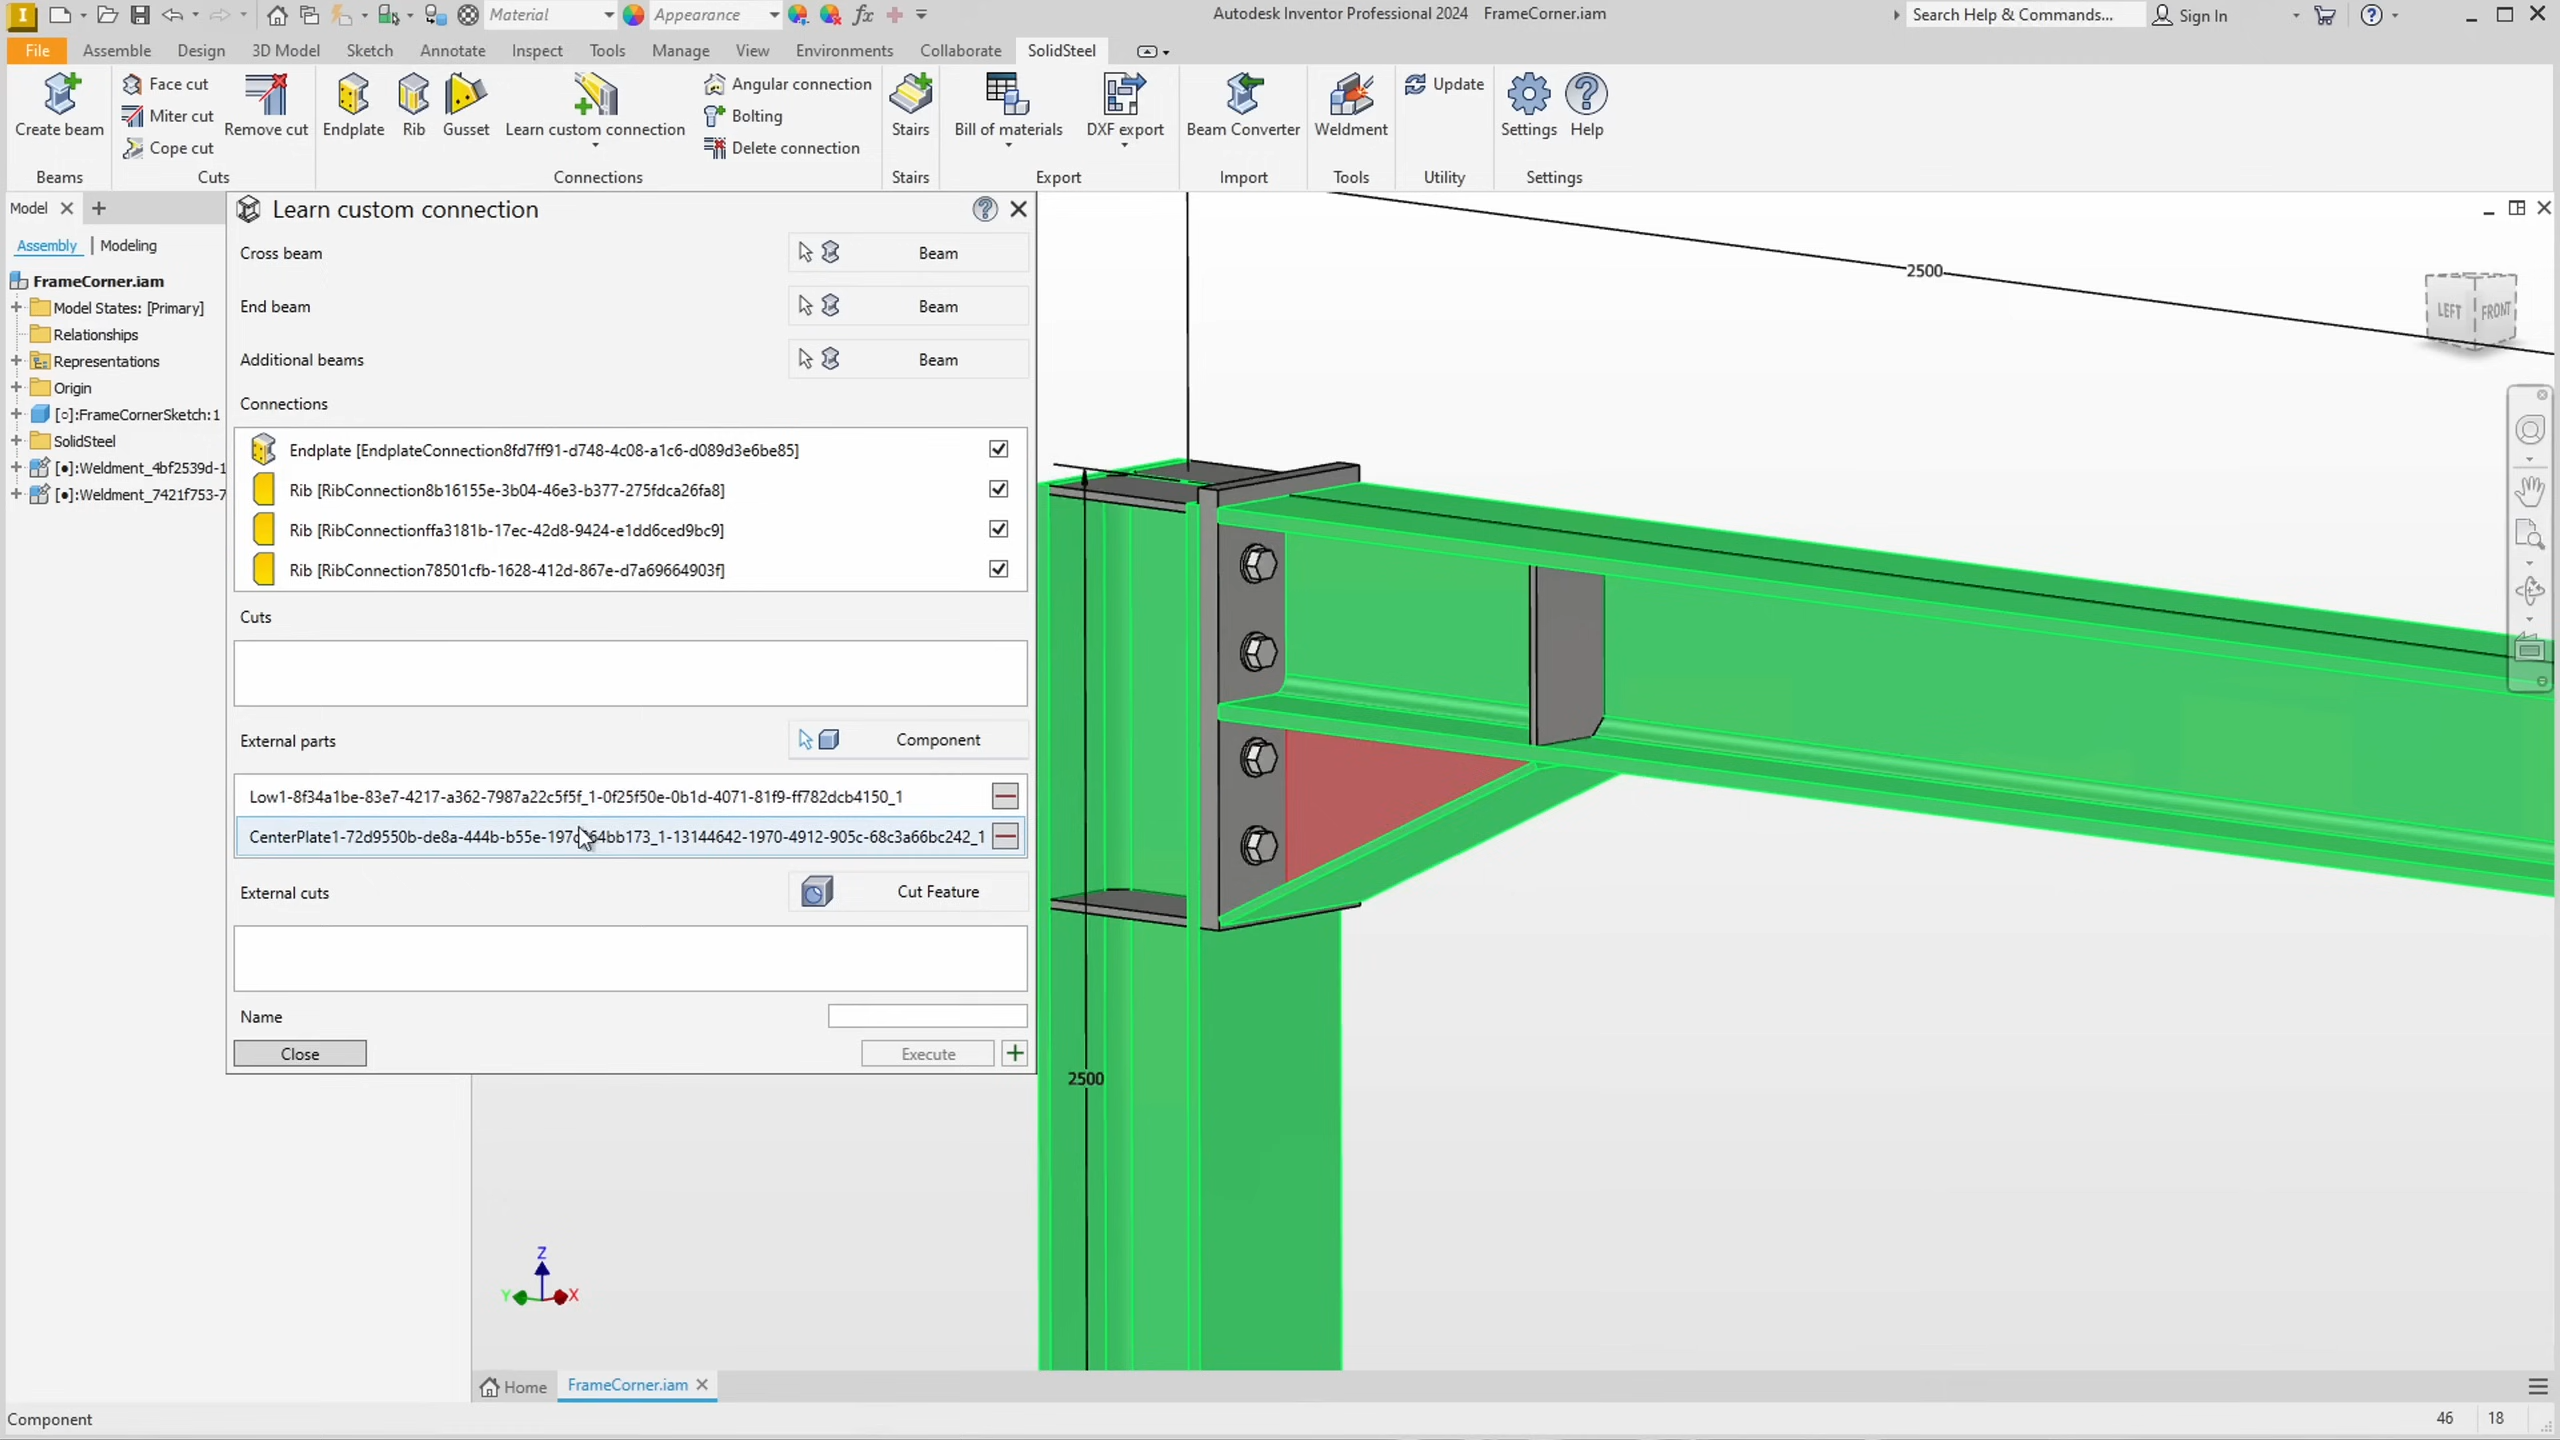 I Material Appearance fx Autodesk Inventor Professional 2024 FrameCorner.iam Search Help & Commands... Sign In
File Assemble Design 3D Model Sketch Annotate Inspect Tools Manage View Environments Collaborate SolidSteel
Create beam
Beams
Face cut
Miter cut
Cope cut
Remove cut
Cuts
Endplate
Rib
Gusset
Learn custom connection
Angular connection
Bolting
Delete connection
Connections
Stairs
Stairs
Bill of materials
DXF export
Export
Beam Converter
Import
Weldment
Tools
Update
Utility
Settings
Help
Settings
Model
Assembly | Modeling
FrameCorner.iam
Model States: [Primary]
Relationships
Representations
Origin
[○]:FrameCornerSketch:1
SolidSteel
[●]:Weldment_4bf2539d-1
[●]:Weldment_7421f753-7
Learn custom connection
Cross beam Beam
End beam Beam
Additional beams Beam
Connections
Endplate [EndplateConnection8fd7ff91-d748-4c08-a1c6-d089d3e6be85]
Rib [RibConnection8b16155e-3b04-46e3-b377-275fdca26fa8]
Rib [RibConnectionffa3181b-17ec-42d8-9424-e1dd6ced9bc9]
Rib [RibConnection78501cfb-1628-412d-867e-d7a69664903f]
Cuts
External parts Component
Low1-8f34a1be-83e7-4217-a362-7987a22c5f5f_1-0f25f50e-0b1d-4071-81f9-ff782dcb4150_1
External cuts Cut Feature
Name
Close Execute
2500
LEFT FRONT
2500
Z
Y X
Home FrameCorner.iam
Component 46 18